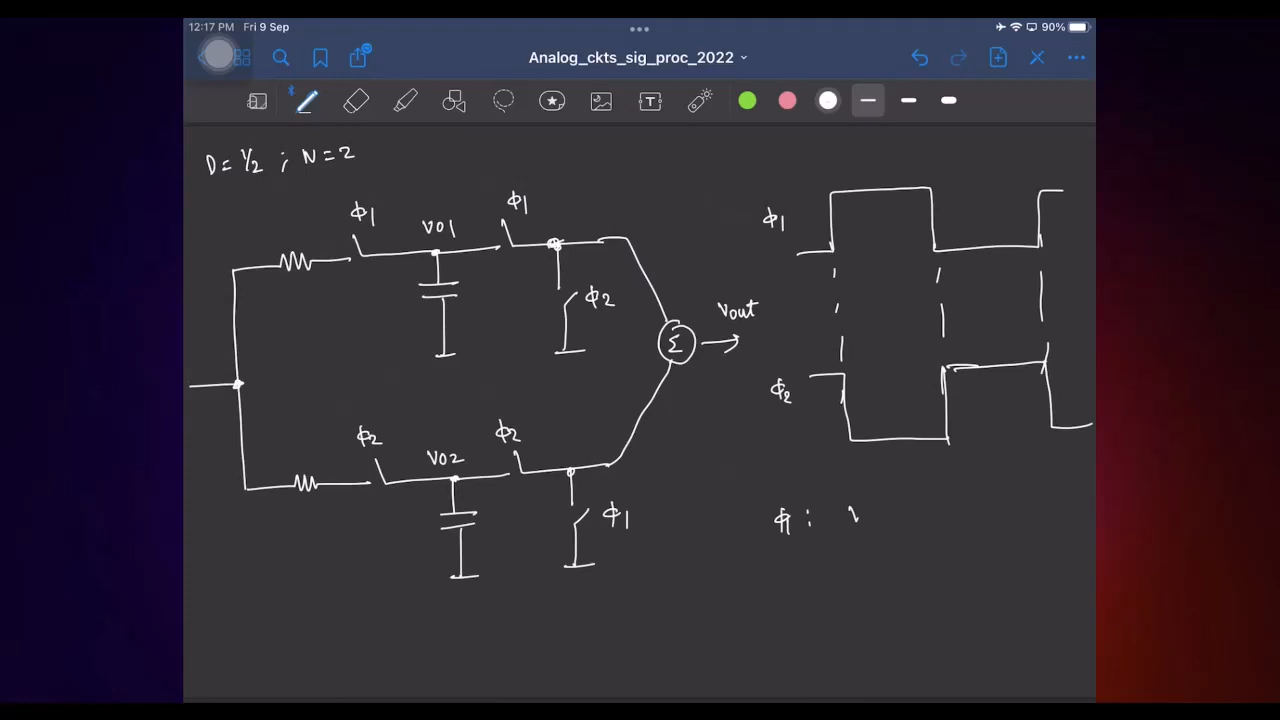 12:17 PM Fri 9 Sep
90%
Analog_ckts_sig_proc_2022
T
D = 1/2 ; N = 2
ϕ1
VO1
ϕ1
ϕ2
Σ
Vout
ϕ2
VO2
ϕ2
ϕ1
ϕ1
ϕ2
ϕ1 :